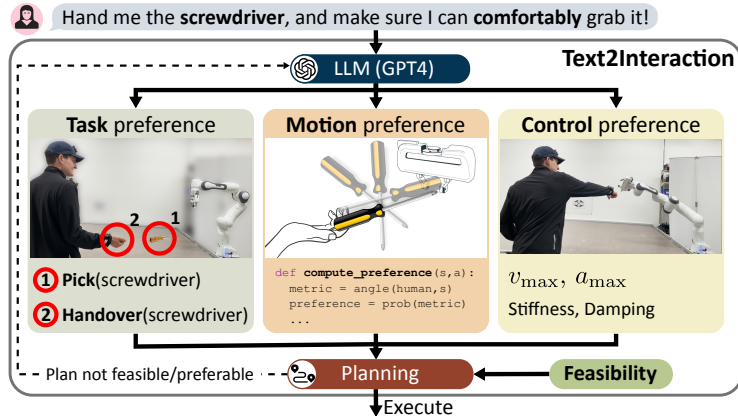 Hand me the screwdriver, and make sure I can comfortably grab it!
Text2Interaction
LLM (GPT4)
Task preference
Motion preference
Control preference
2
1
1 Pick(screwdriver)
2 Handover(screwdriver)
def compute_preference(s,a):
metric = angle(human,s)
preference = prob(metric)
...
v_max, a_max
Stiffness, Damping
Plan not feasible/preferable
Planning
Feasibility
Execute